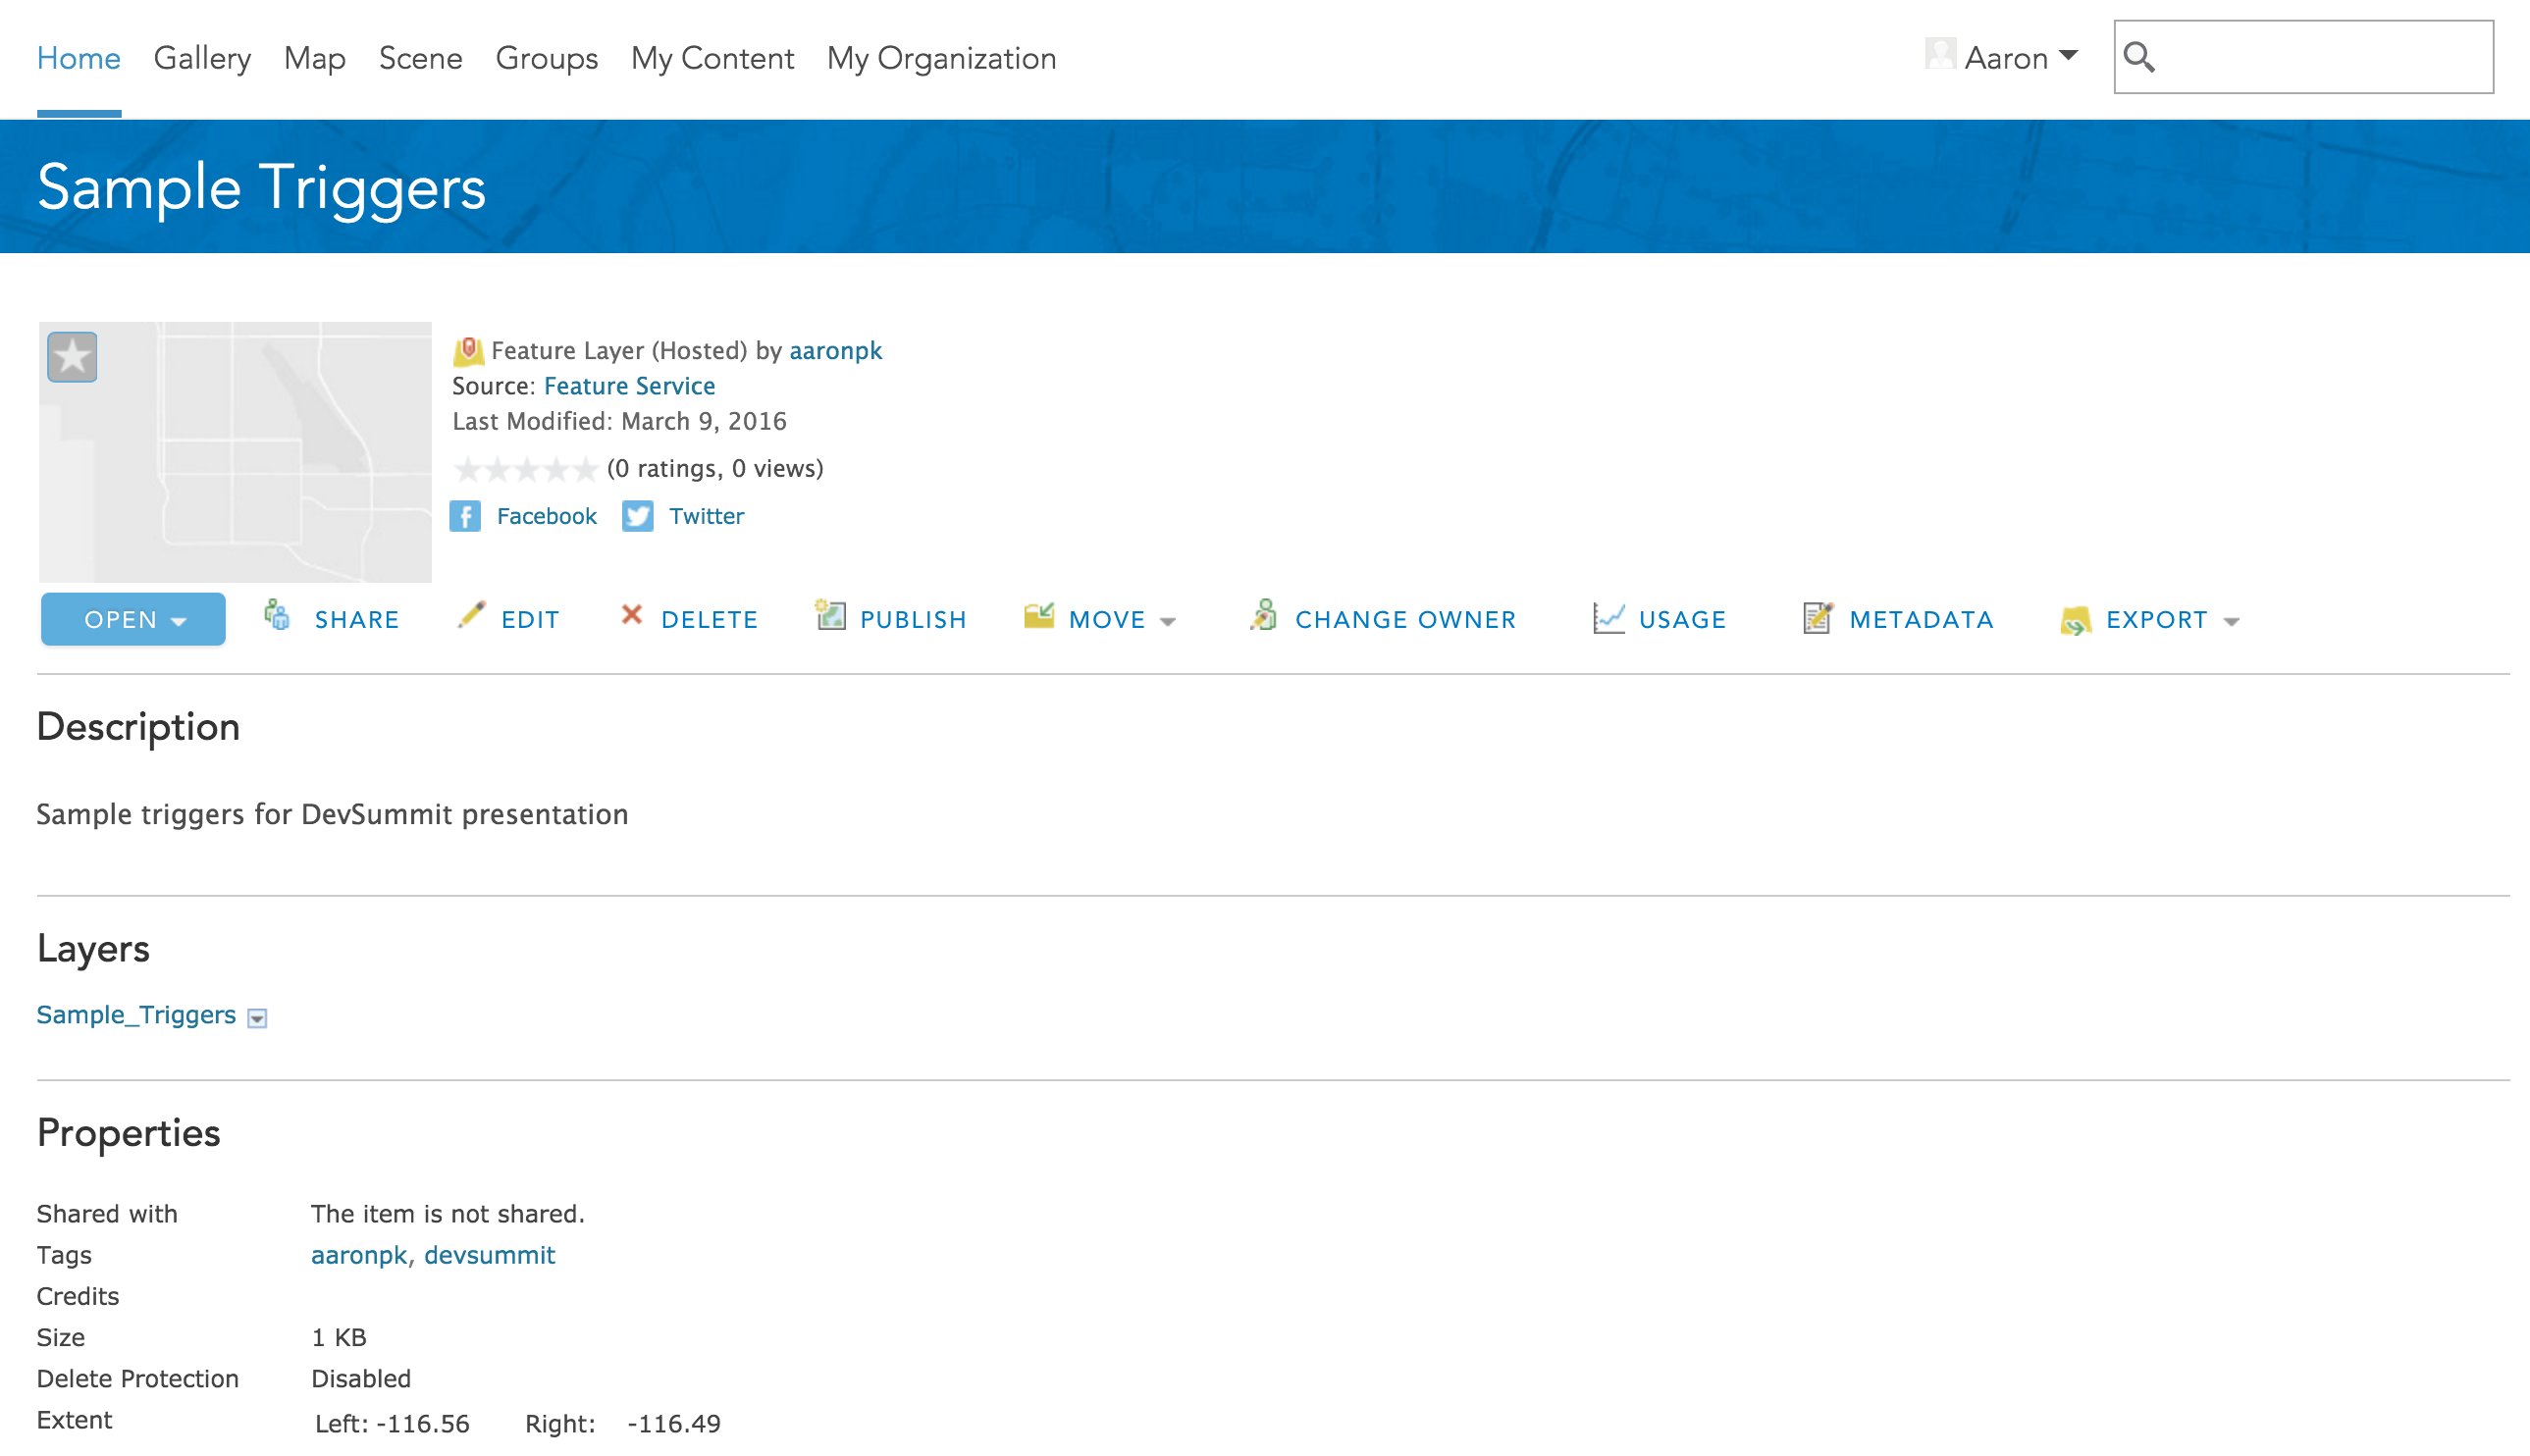 Home Gallery Map Scene Groups My Content My Organization Aaron
Sample Triggers
Feature Layer (Hosted) by aaronpk
Source: Feature Service
Last Modified: March 9, 2016
(0 ratings, 0 views)
Facebook Twitter
OPEN SHARE EDIT DELETE PUBLISH MOVE CHANGE OWNER USAGE METADATA EXPORT
Description
Sample triggers for DevSummit presentation
Layers
Sample_Triggers
Properties
Shared with The item is not shared.
Tags aaronpk, devsummit
Credits
Size 1 KB
Delete Protection Disabled
Extent Left: -116.56 Right: -116.49